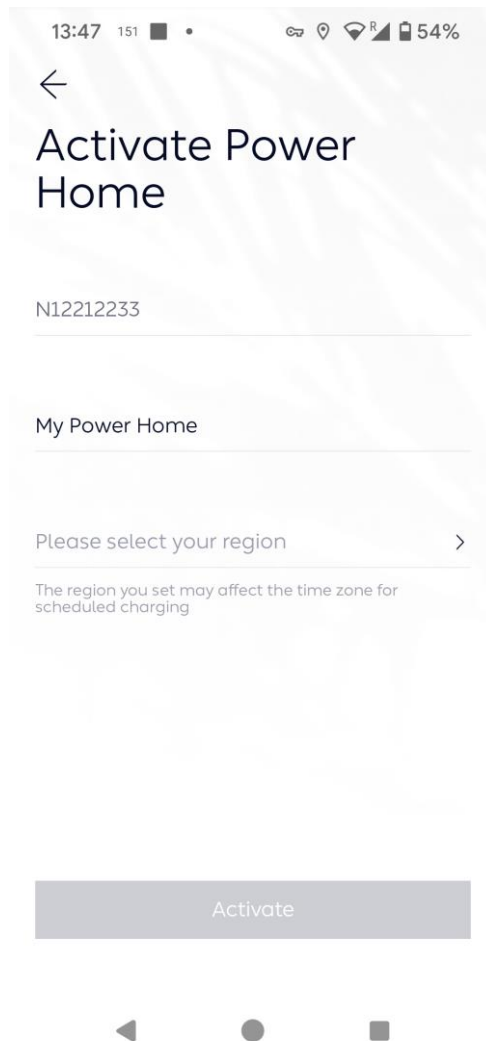 13:47 151 R 54%
Activate Power
Home
N12212233
My Power Home
Please select your region
The region you set may affect the time zone for
scheduled charging
Activate